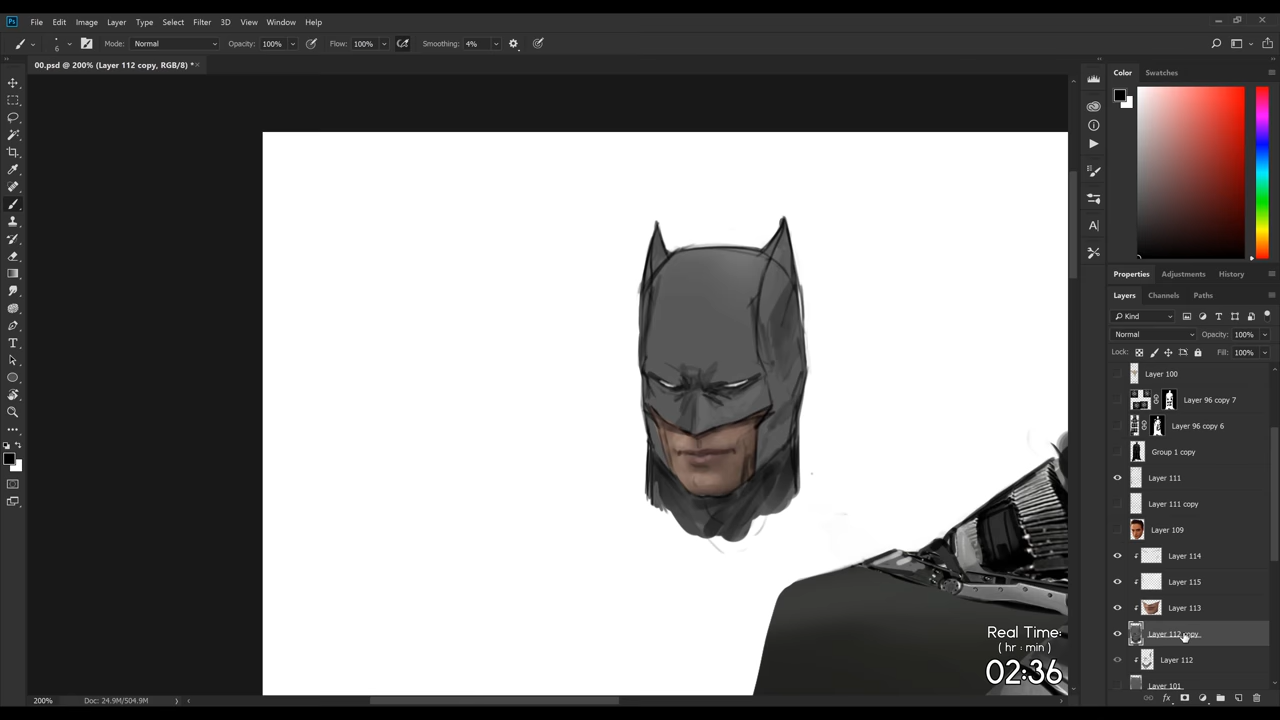 Ps File Edit Image Layer Type Select Filter 3D View Window Help
6 Mode: Normal Opacity: 100% Flow: 100% Smoothing: 4%
00.psd @ 200% (Layer 112 copy, RGB/8) *
Color Swatches
Properties Adjustments History
Layers Channels Paths
Kind
Normal Opacity: 100%
Lock: Fill: 100%
Layer 100
Layer 96 copy 7
Layer 96 copy 6
Group 1 copy
Layer 111
Layer 111 copy
Layer 109
Layer 114
Layer 115
Layer 113
Layer 112 copy
Layer 112
Layer 101
Real Time:
( hr : min )
02:36
200% Doc: 24.9M/504.9M